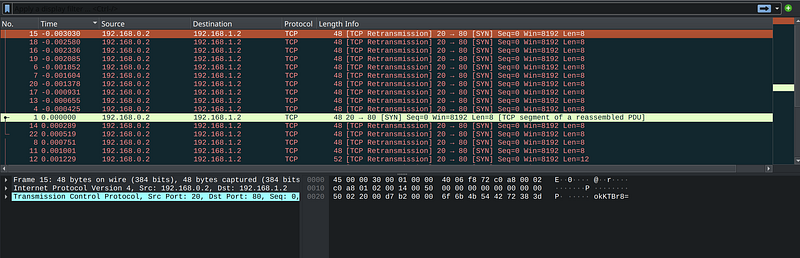 No. Time Source Destination Protocol Length Info
15 -0.003030 192.168.0.2 192.168.1.2 TCP 48 [TCP Retransmission] 20 → 80 [SYN] Seq=0 Win=8192 Len=8
18 -0.002580 192.168.0.2 192.168.1.2 TCP 48 [TCP Retransmission] 20 → 80 [SYN] Seq=0 Win=8192 Len=8
16 -0.002336 192.168.0.2 192.168.1.2 TCP 48 [TCP Retransmission] 20 → 80 [SYN] Seq=0 Win=8192 Len=8
19 -0.002085 192.168.0.2 192.168.1.2 TCP 48 [TCP Retransmission] 20 → 80 [SYN] Seq=0 Win=8192 Len=8
6 -0.001852 192.168.0.2 192.168.1.2 TCP 48 [TCP Retransmission] 20 → 80 [SYN] Seq=0 Win=8192 Len=8
7 -0.001604 192.168.0.2 192.168.1.2 TCP 48 [TCP Retransmission] 20 → 80 [SYN] Seq=0 Win=8192 Len=8
20 -0.001378 192.168.0.2 192.168.1.2 TCP 48 [TCP Retransmission] 20 → 80 [SYN] Seq=0 Win=8192 Len=8
17 -0.000931 192.168.0.2 192.168.1.2 TCP 48 [TCP Retransmission] 20 → 80 [SYN] Seq=0 Win=8192 Len=8
13 -0.000655 192.168.0.2 192.168.1.2 TCP 48 [TCP Retransmission] 20 → 80 [SYN] Seq=0 Win=8192 Len=8
4 -0.000425 192.168.0.2 192.168.1.2 TCP 48 [TCP Retransmission] 20 → 80 [SYN] Seq=0 Win=8192 Len=8
1 0.000000 192.168.0.2 192.168.1.2 TCP 48 20 → 80 [SYN] Seq=0 Win=8192 Len=8 [TCP segment of a reassembled PDU]
14 0.000289 192.168.0.2 192.168.1.2 TCP 48 [TCP Retransmission] 20 → 80 [SYN] Seq=0 Win=8192 Len=8
22 0.000519 192.168.0.2 192.168.1.2 TCP 48 [TCP Retransmission] 20 → 80 [SYN] Seq=0 Win=8192 Len=8
8 0.000751 192.168.0.2 192.168.1.2 TCP 48 [TCP Retransmission] 20 → 80 [SYN] Seq=0 Win=8192 Len=8
11 0.001001 192.168.0.2 192.168.1.2 TCP 48 [TCP Retransmission] 20 → 80 [SYN] Seq=0 Win=8192 Len=8
12 0.001229 192.168.0.2 192.168.1.2 TCP 52 [TCP Retransmission] 20 → 80 [SYN] Seq=0 Win=8192 Len=12
Frame 15: 48 bytes on wire (384 bits), 48 bytes captured (384 bits
Internet Protocol Version 4, Src: 192.168.0.2, Dst: 192.168.1.2
Transmission Control Protocol, Src Port: 20, Dst Port: 80, Seq: 0,
0000 45 00 00 30 00 01 00 00 40 06 f8 72 c0 a8 00 02 E··0····@··r····
0010 c0 a8 01 02 00 14 00 50 00 00 00 00 00 00 00 00 ·······P········
0020 50 02 20 00 d7 b2 00 00 6f 6b 4b 54 42 72 38 3d P· ·····okKTBr8=